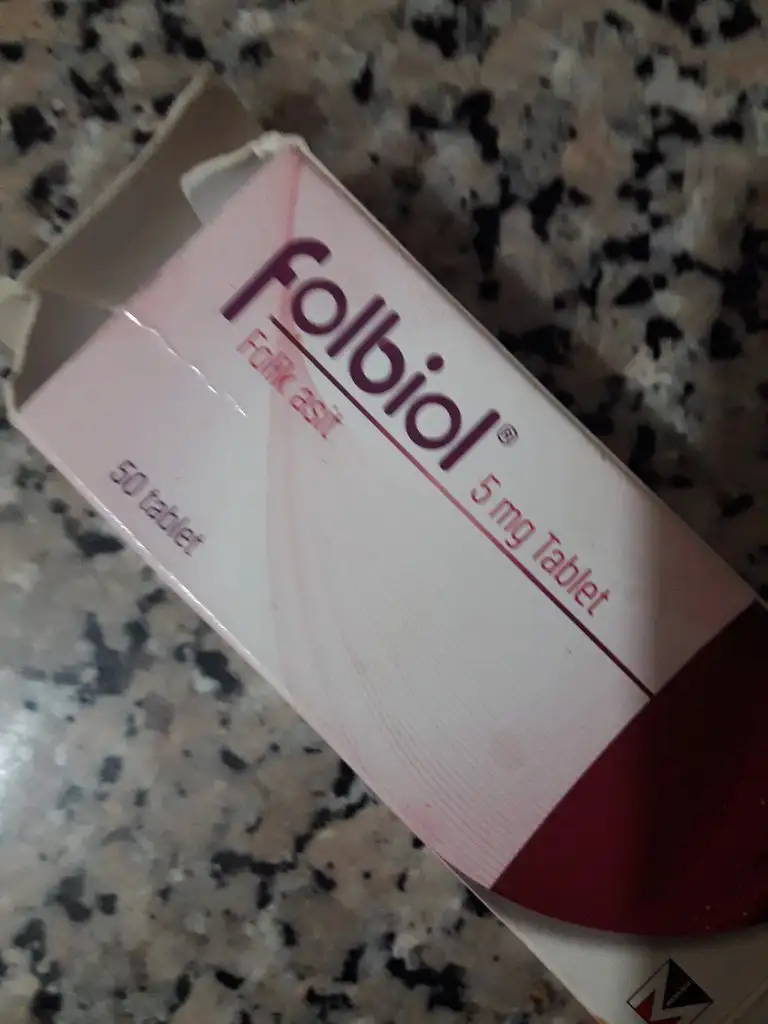 folbiol®
5 mg Tablet
Folik asit
50 tablet